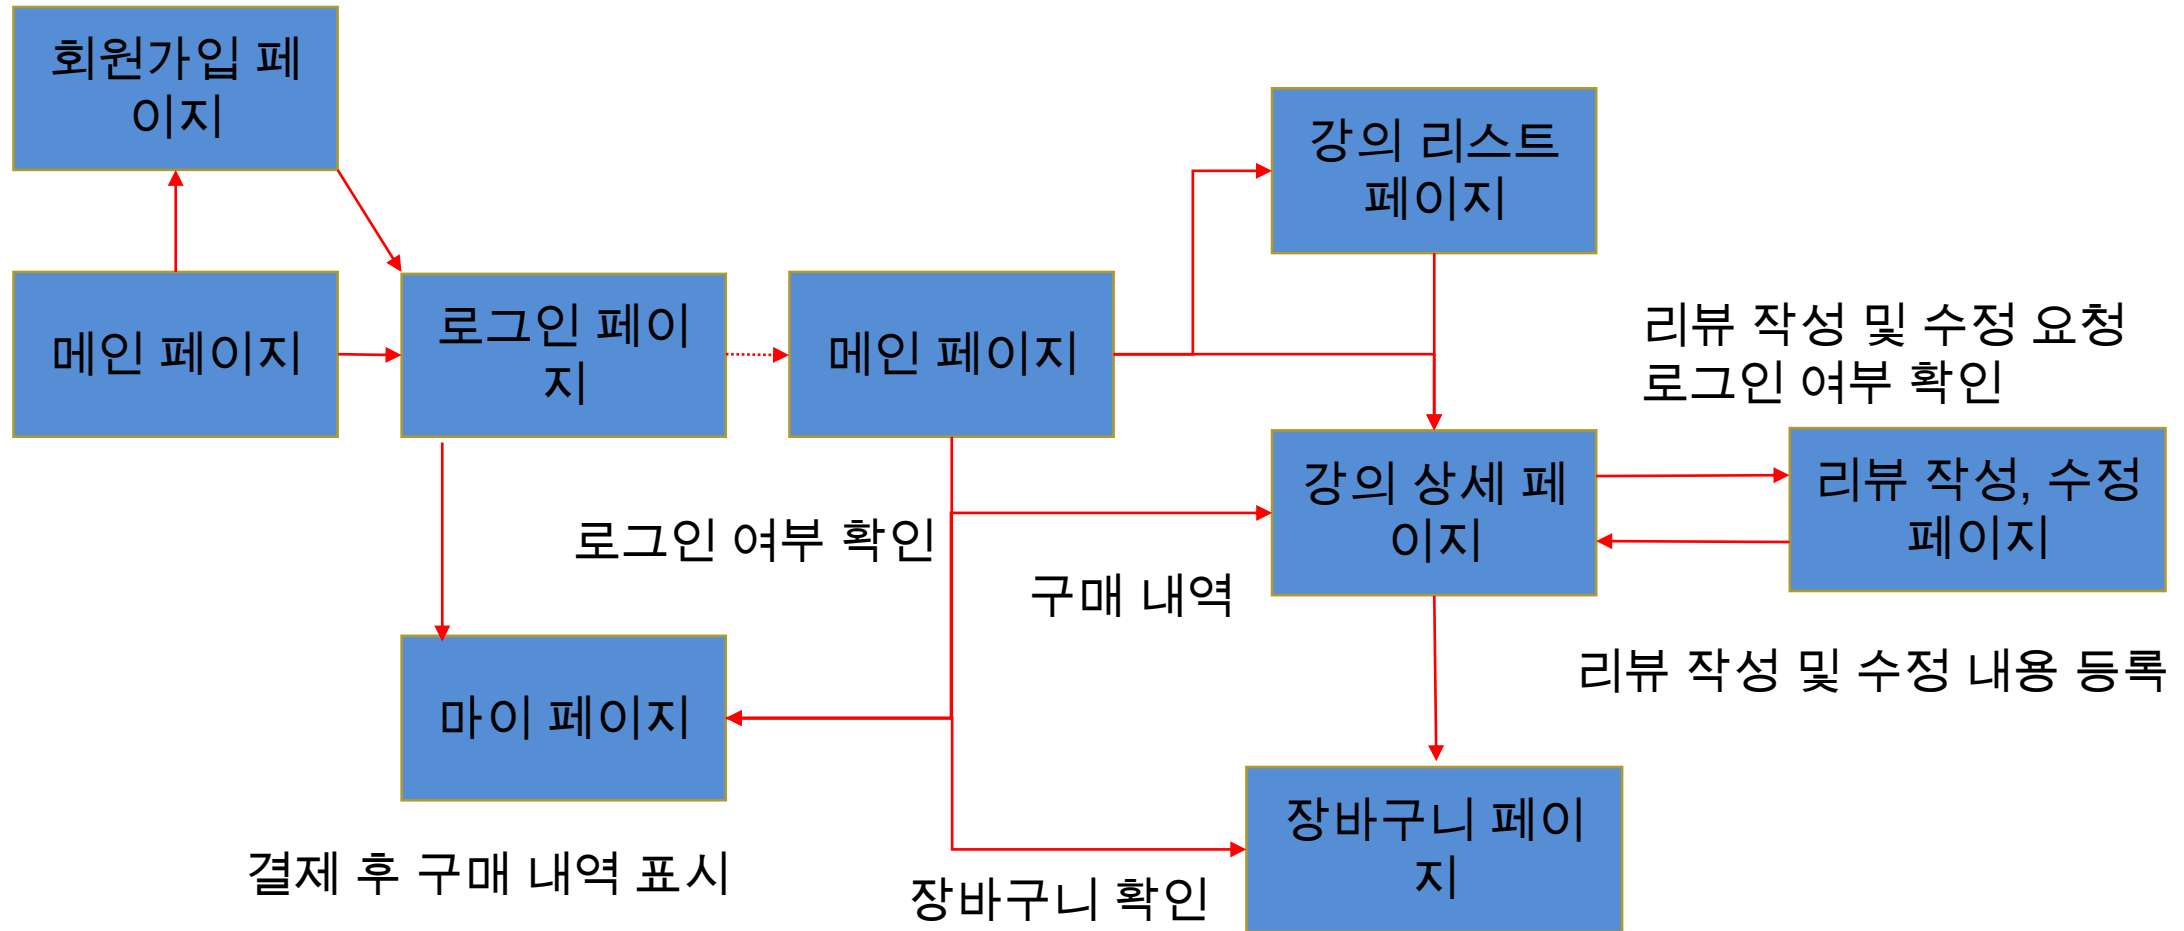 회원가입 페
이지
강의 리스트
페이지
메인 페이지
로그인 페이
지
메인 페이지
리뷰 작성 및 수정 요청
로그인 여부 확인
강의 상세 페
이지
리뷰 작성, 수정
페이지
로그인 여부 확인
구매 내역
리뷰 작성 및 수정 내용 등록
마이 페이지
장바구니 페이
지
결제 후 구매 내역 표시
장바구니 확인